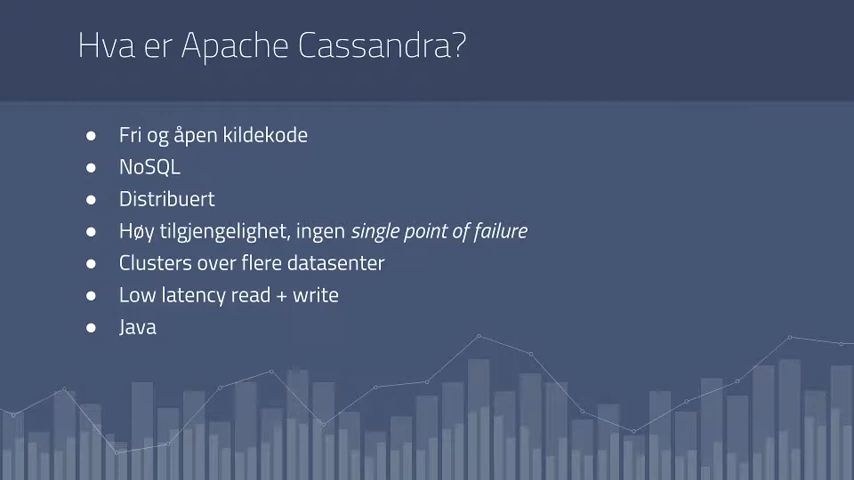 Hva er Apache Cassandra?
● Fri og åpen kildekode
● NoSQL
● Distribuert
● Høy tilgjengelighet, ingen single point of failure
● Clusters over flere datasenter
● Low latency read + write
● Java